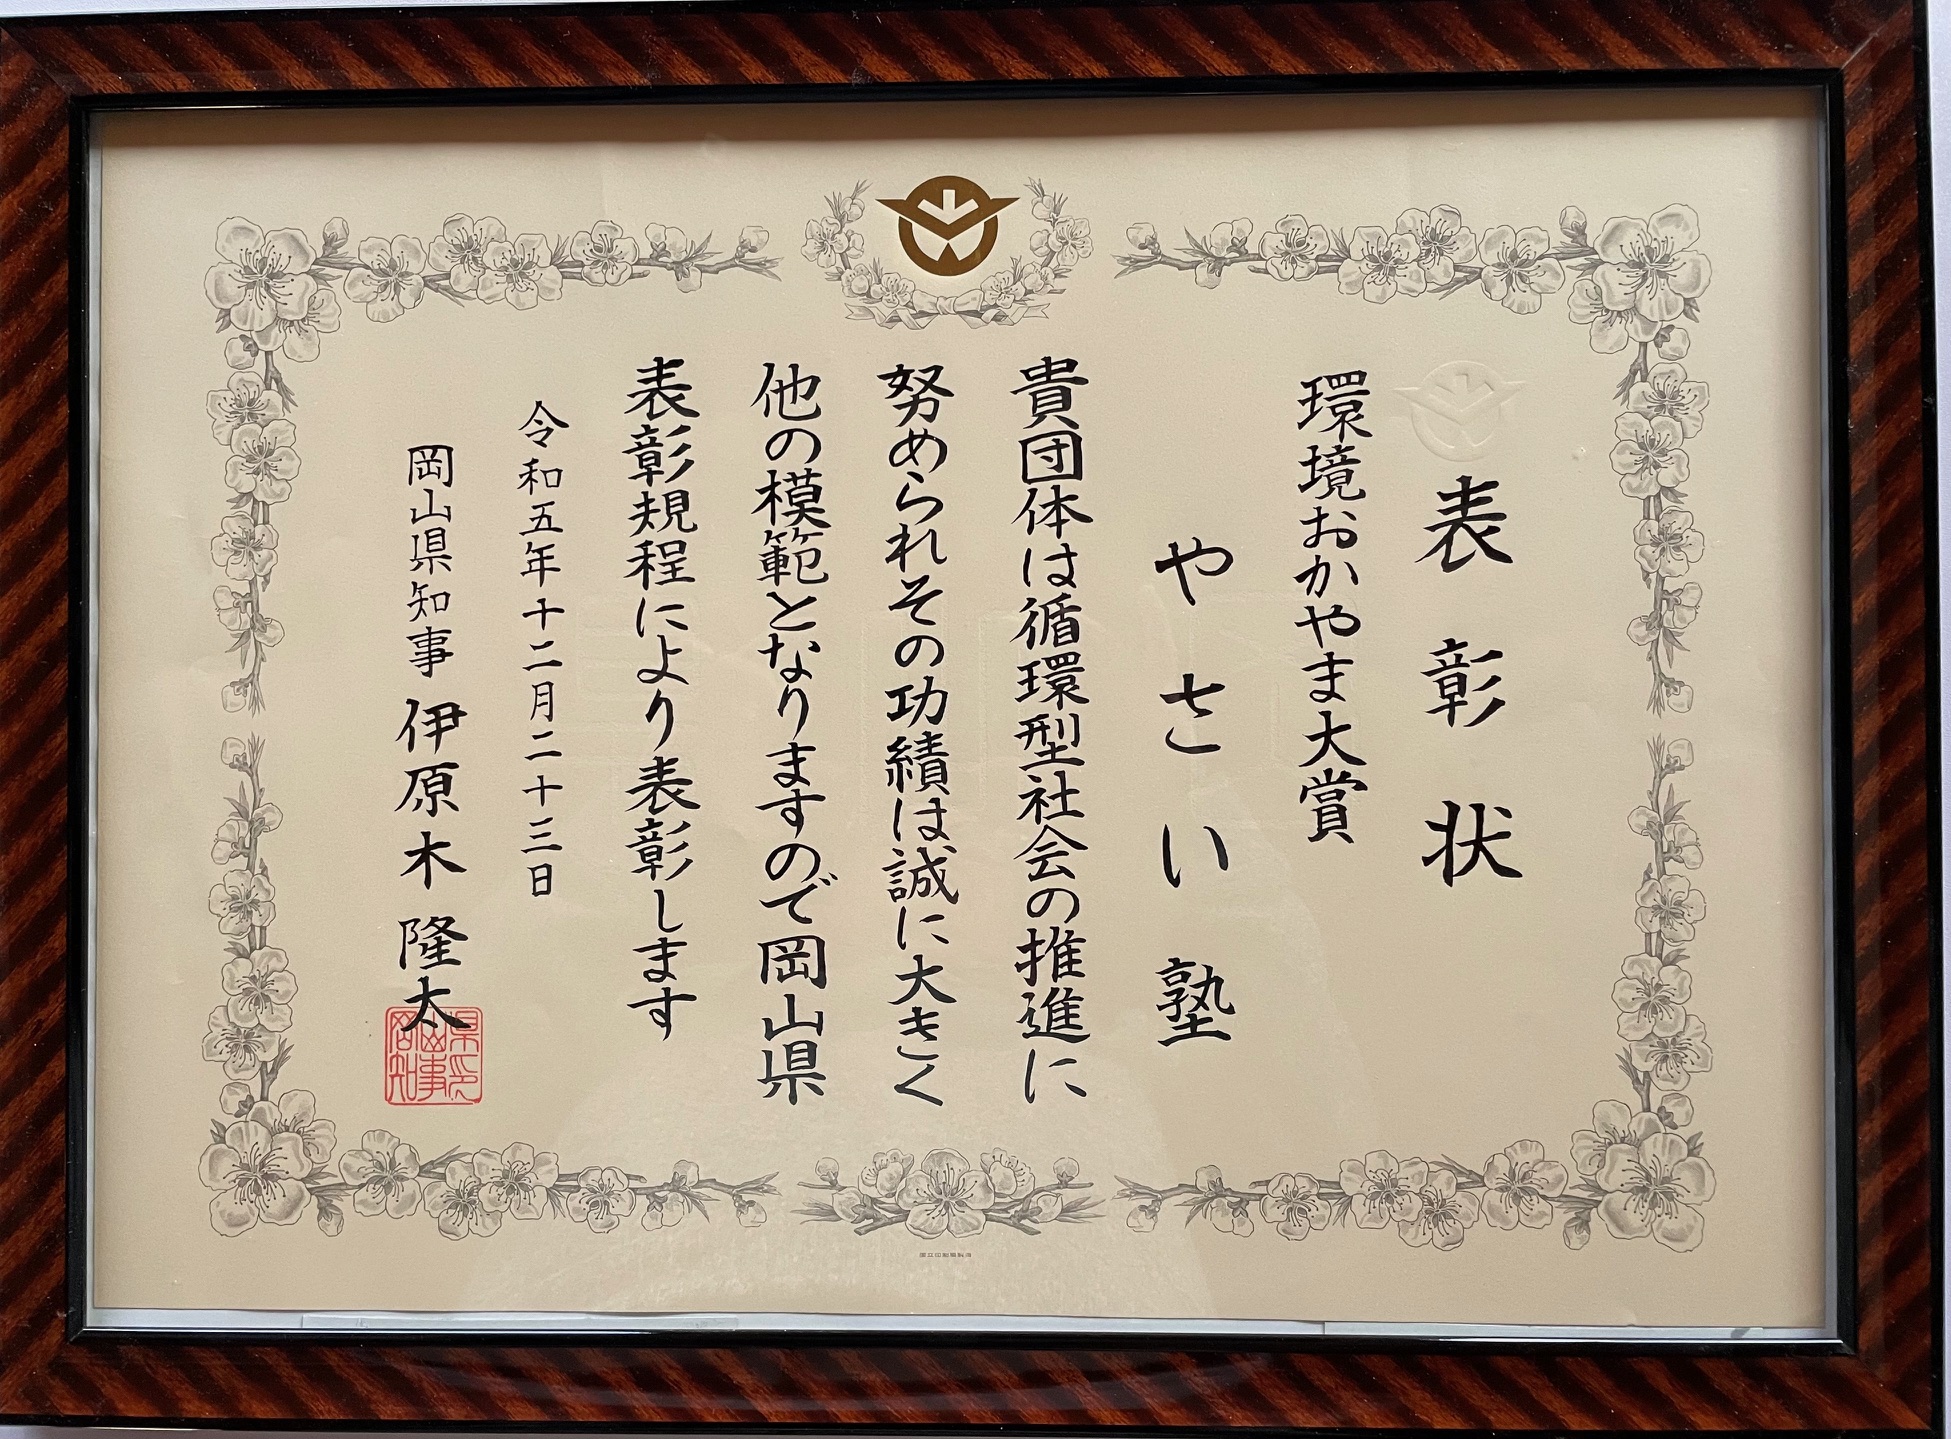 表彰状
環境おかやま大賞
やさい塾
貴団体は循環型社会の推進に
努められその功績は誠に大きく
他の模範となりますので岡山県
表彰規程により表彰します
令和五年十二月二十三日
岡山県知事 伊原木 隆太